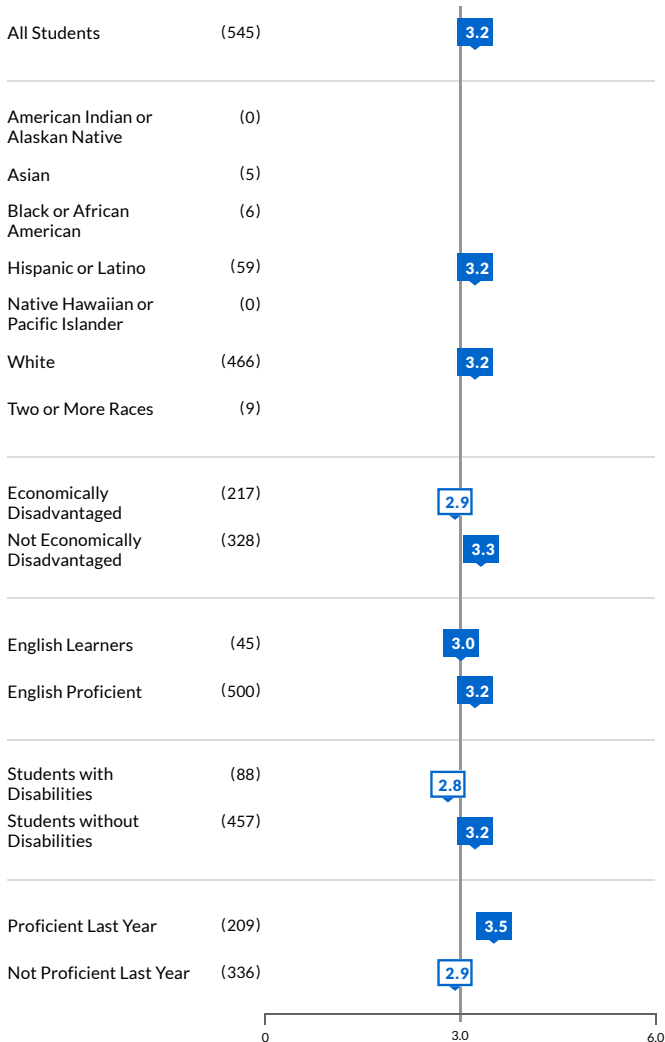 All Students (545) 3.2
American Indian or (0)
Alaskan Native
Asian (5)
Black or African (6)
American
Hispanic or Latino (59) 3.2
Native Hawaiian or (0)
Pacific Islander
White (466) 3.2
Two or More Races (9)
Economically (217) 2.9
Disadvantaged
Not Economically (328) 3.3
Disadvantaged
English Learners (45) 3.0
English Proficient (500) 3.2
Students with (88) 2.8
Disabilities
Students without (457) 3.2
Disabilities
Proficient Last Year (209) 3.5
Not Proficient Last Year (336) 2.9
0 3.0 6.0